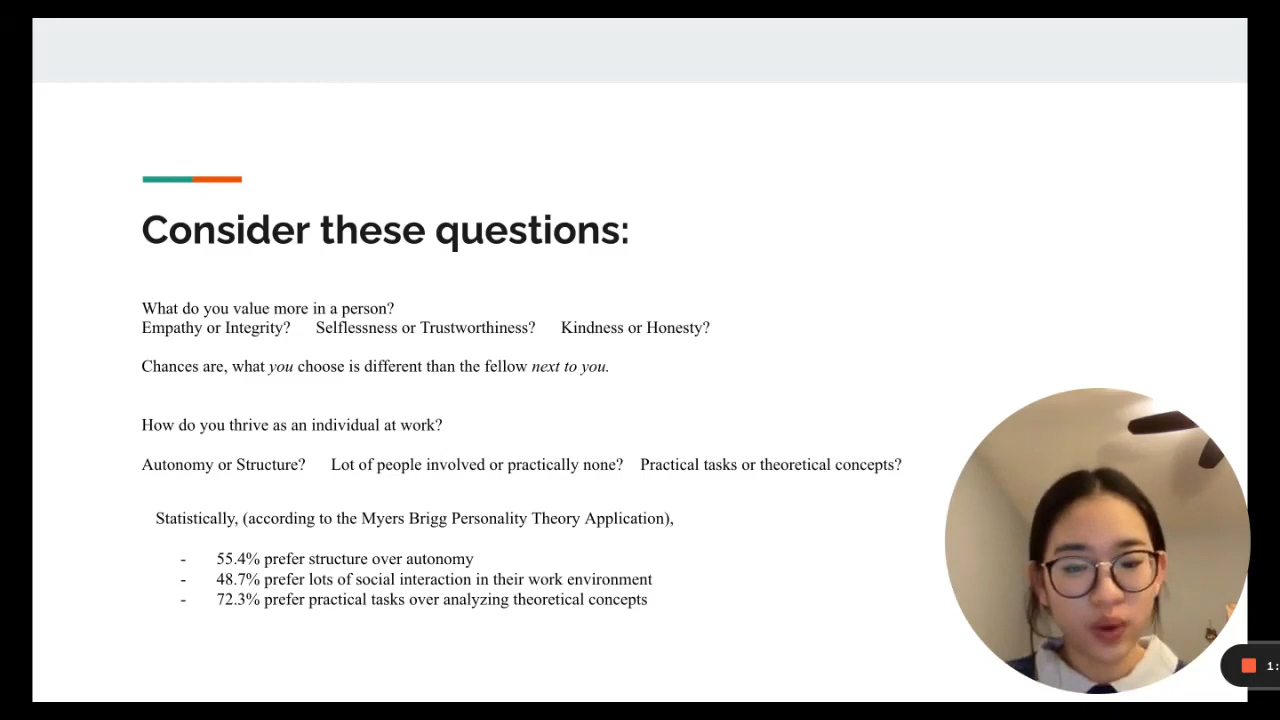 Consider these questions:
What do you value more in a person?
Empathy or Integrity? Selflessness or Trustworthiness? Kindness or Honesty?
Chances are, what you choose is different than the fellow next to you.
How do you thrive as an individual at work?
Autonomy or Structure? Lot of people involved or practically none? Practical tasks or theoretical concepts?
Statistically, (according to the Myers Brigg Personality Theory Application),
- 55.4% prefer structure over autonomy
- 48.7% prefer lots of social interaction in their work environment
- 72.3% prefer practical tasks over analyzing theoretical concepts
1: